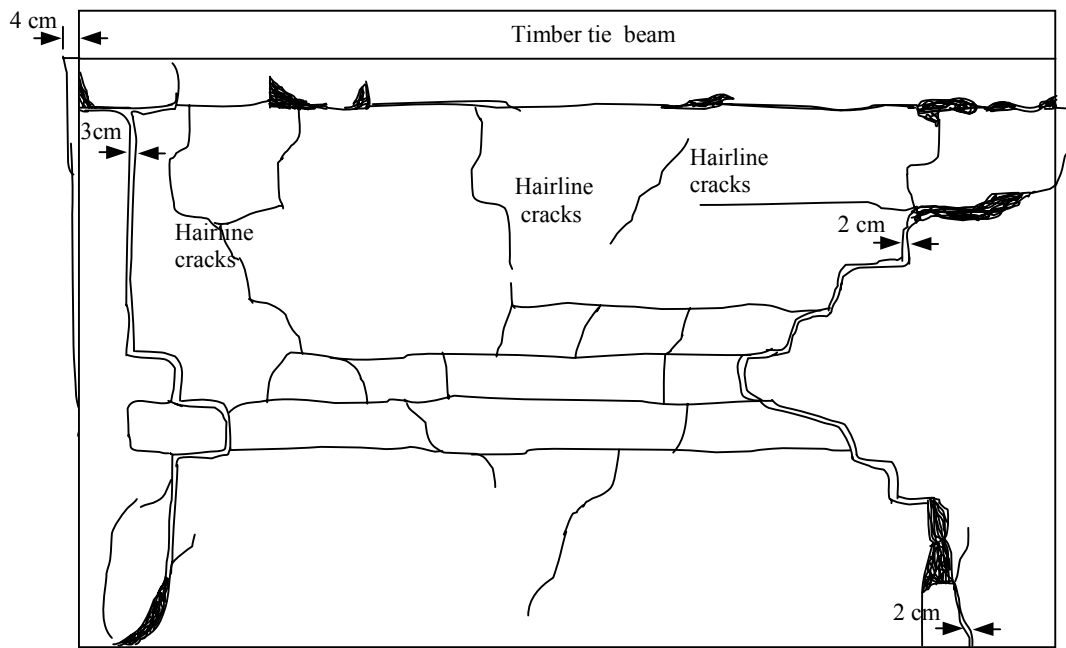 4 cm
Timber tie beam
3cm
Hairline
cracks
Hairline
cracks
Hairline
cracks
2 cm
2 cm